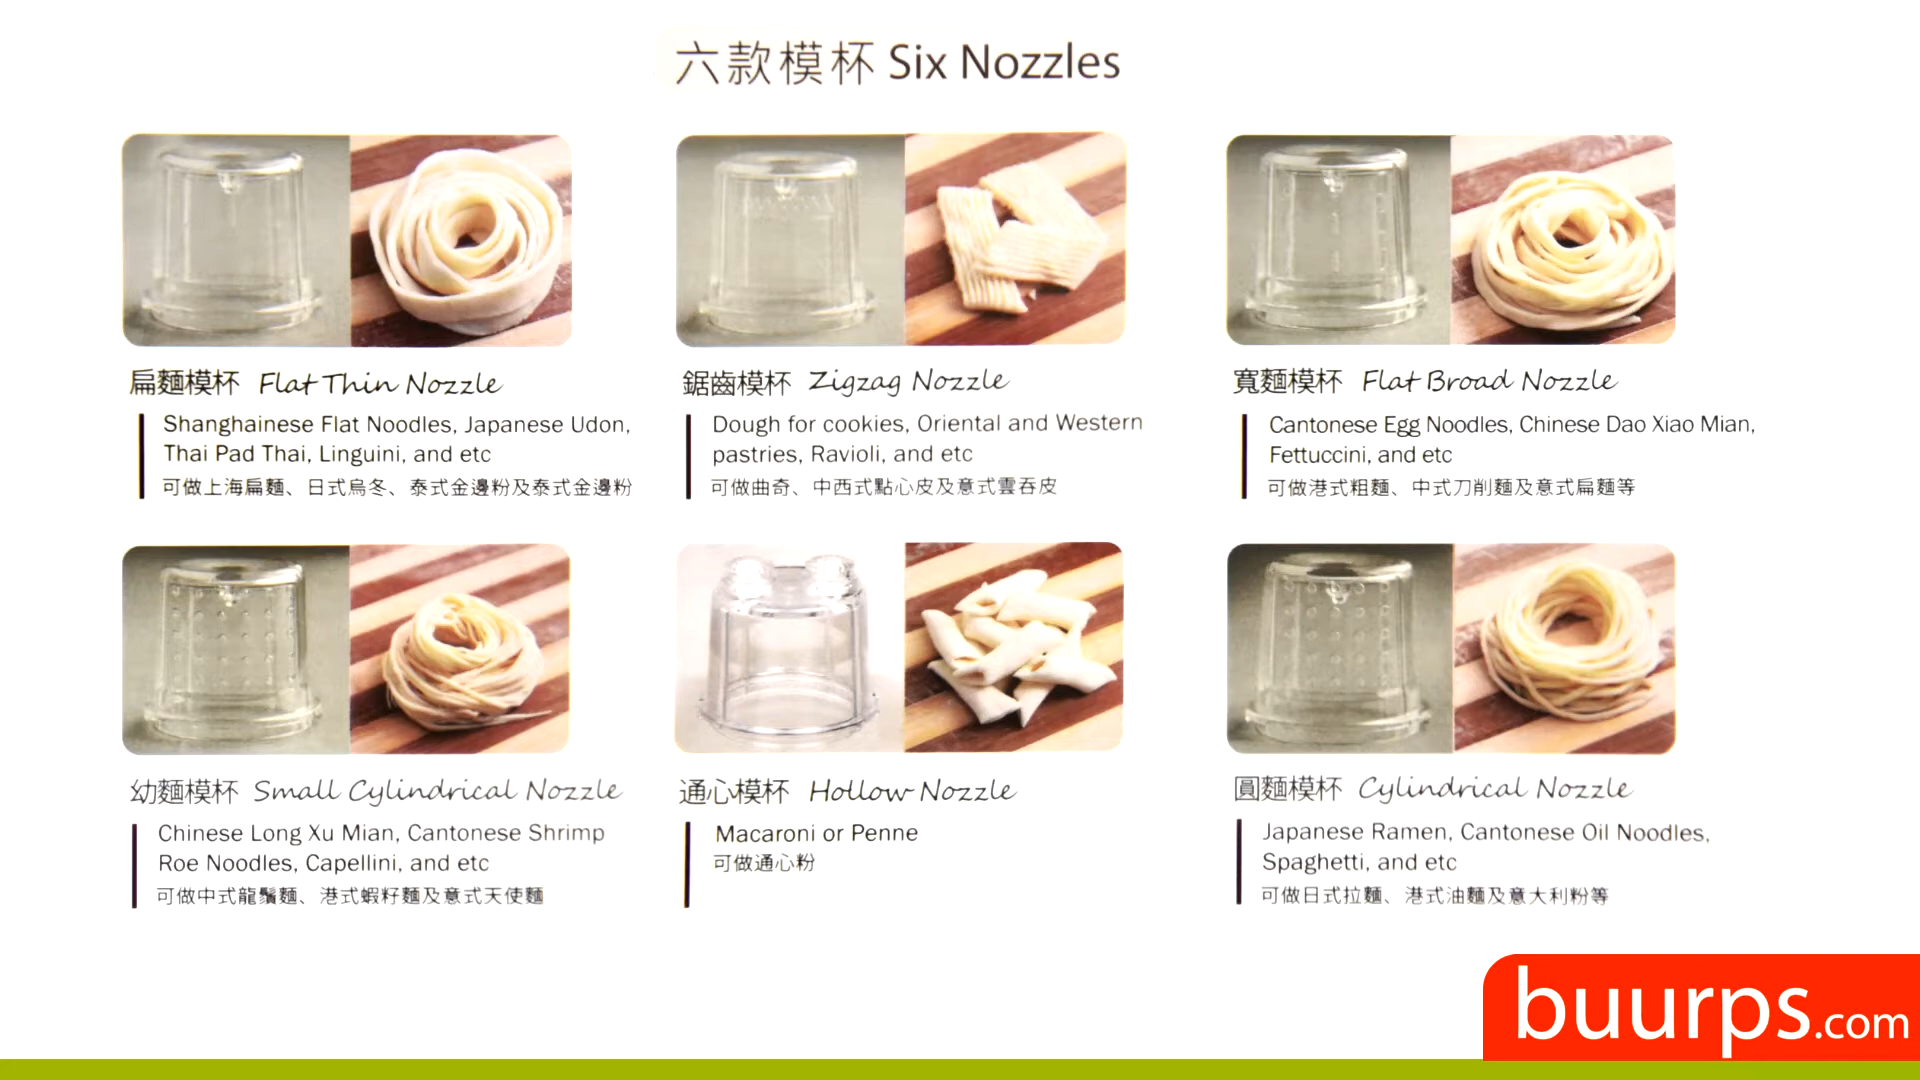 六款模杯 Six Nozzles
扁麵模杯 Flat Thin Nozzle
Shanghainese Flat Noodles, Japanese Udon,
Thai Pad Thai, Linguini, and etc
可做上海扁麵、日式烏冬、泰式金邊粉及泰式金邊粉
鋸齒模杯 Zigzag Nozzle
Dough for cookies, Oriental and Western
pastries, Ravioli, and etc
可做曲奇、中西式點心皮及意式雲吞皮
寬麵模杯 Flat Broad Nozzle
Cantonese Egg Noodles, Chinese Dao Xiao Mian,
Fettuccini, and etc
可做港式粗麵、中式刀削麵及意式扁麵等
幼麵模杯 Small Cylindrical Nozzle
Chinese Long Xu Mian, Cantonese Shrimp
Roe Noodles, Capellini, and etc
可做中式龍鬚麵、港式蝦籽麵及意式天使麵
通心模杯 Hollow Nozzle
Macaroni or Penne
可做通心粉
圓麵模杯 Cylindrical Nozzle
Japanese Ramen, Cantonese Oil Noodles,
Spaghetti, and etc
可做日式拉麵、港式油麵及意大利粉等
buurps.com